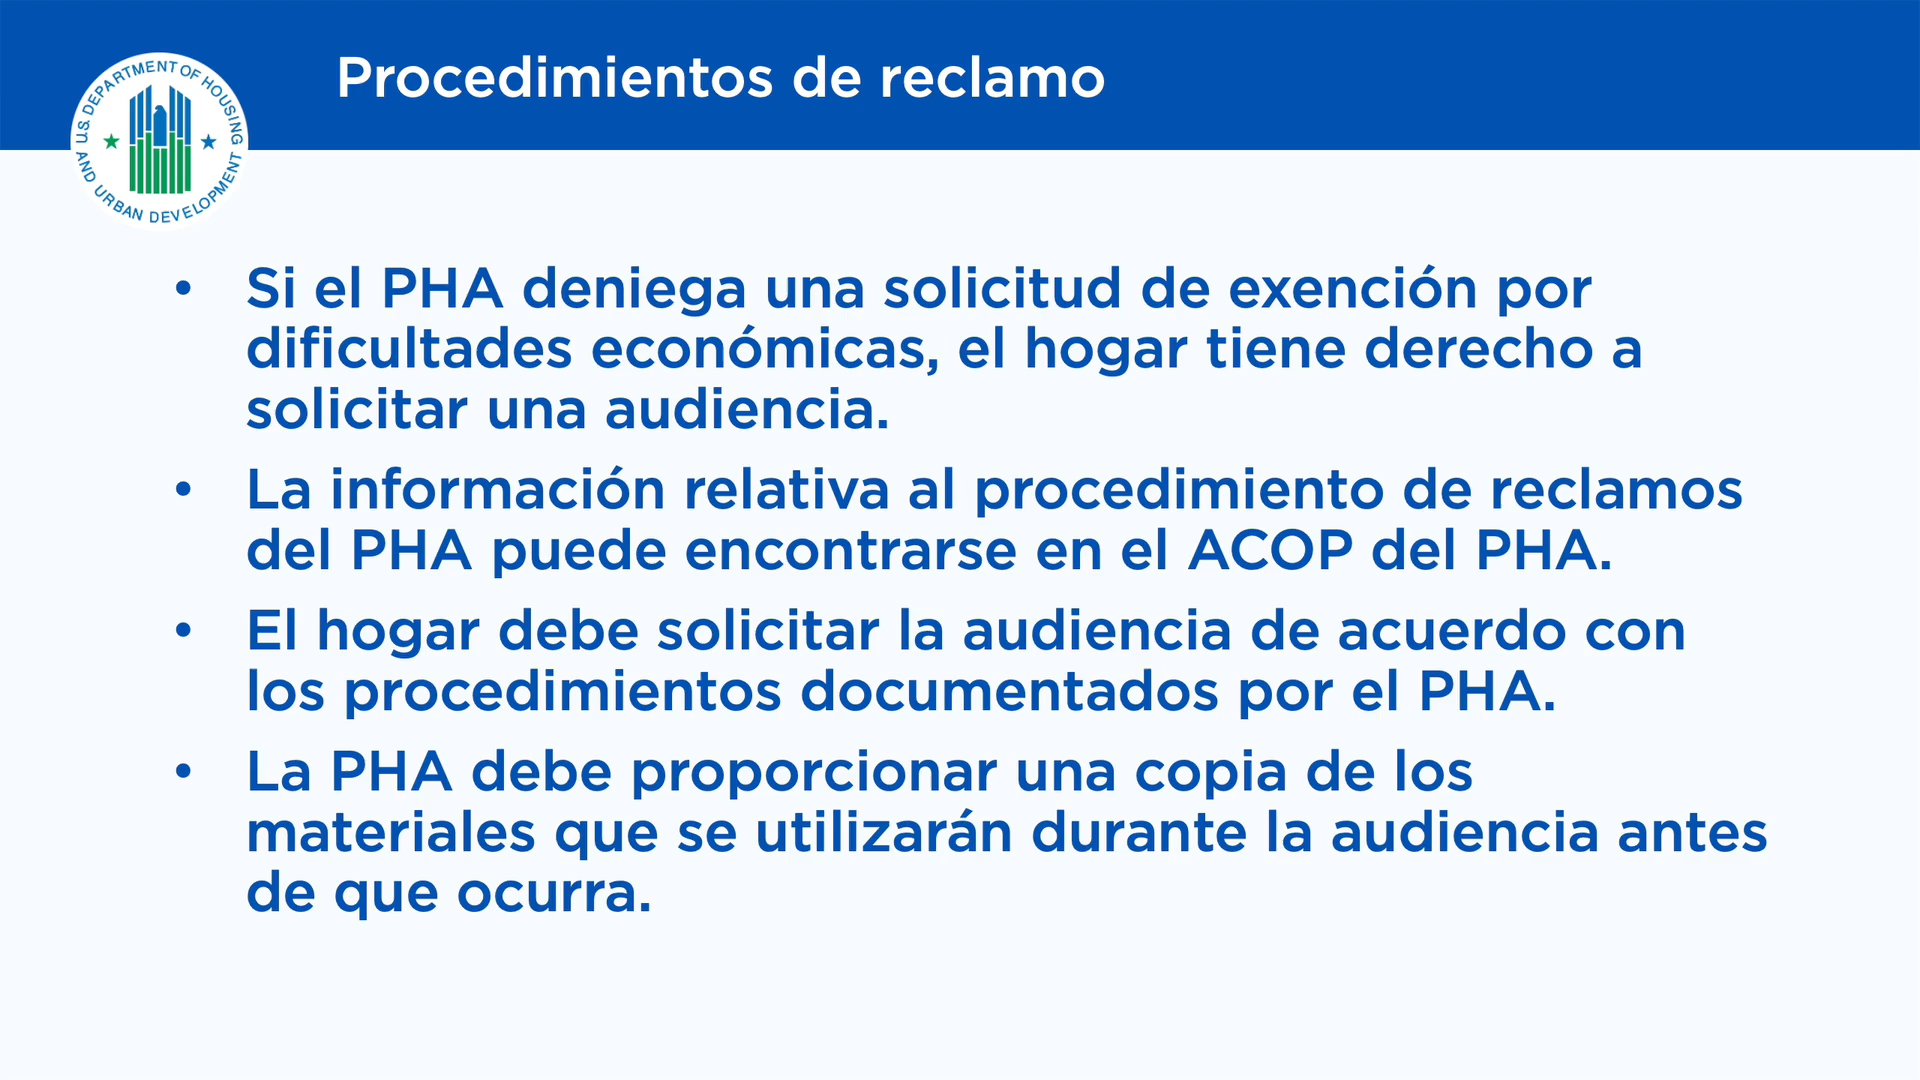 Procedimientos de reclamo
U.S. DEPARTMENT OF HOUSING
AND URBAN DEVELOPMENT
• Si el PHA deniega una solicitud de exención por
dificultades económicas, el hogar tiene derecho a
solicitar una audiencia.
• La información relativa al procedimiento de reclamos
del PHA puede encontrarse en el ACOP del PHA.
• El hogar debe solicitar la audiencia de acuerdo con
los procedimientos documentados por el PHA.
• La PHA debe proporcionar una copia de los
materiales que se utilizarán durante la audiencia antes
de que ocurra.